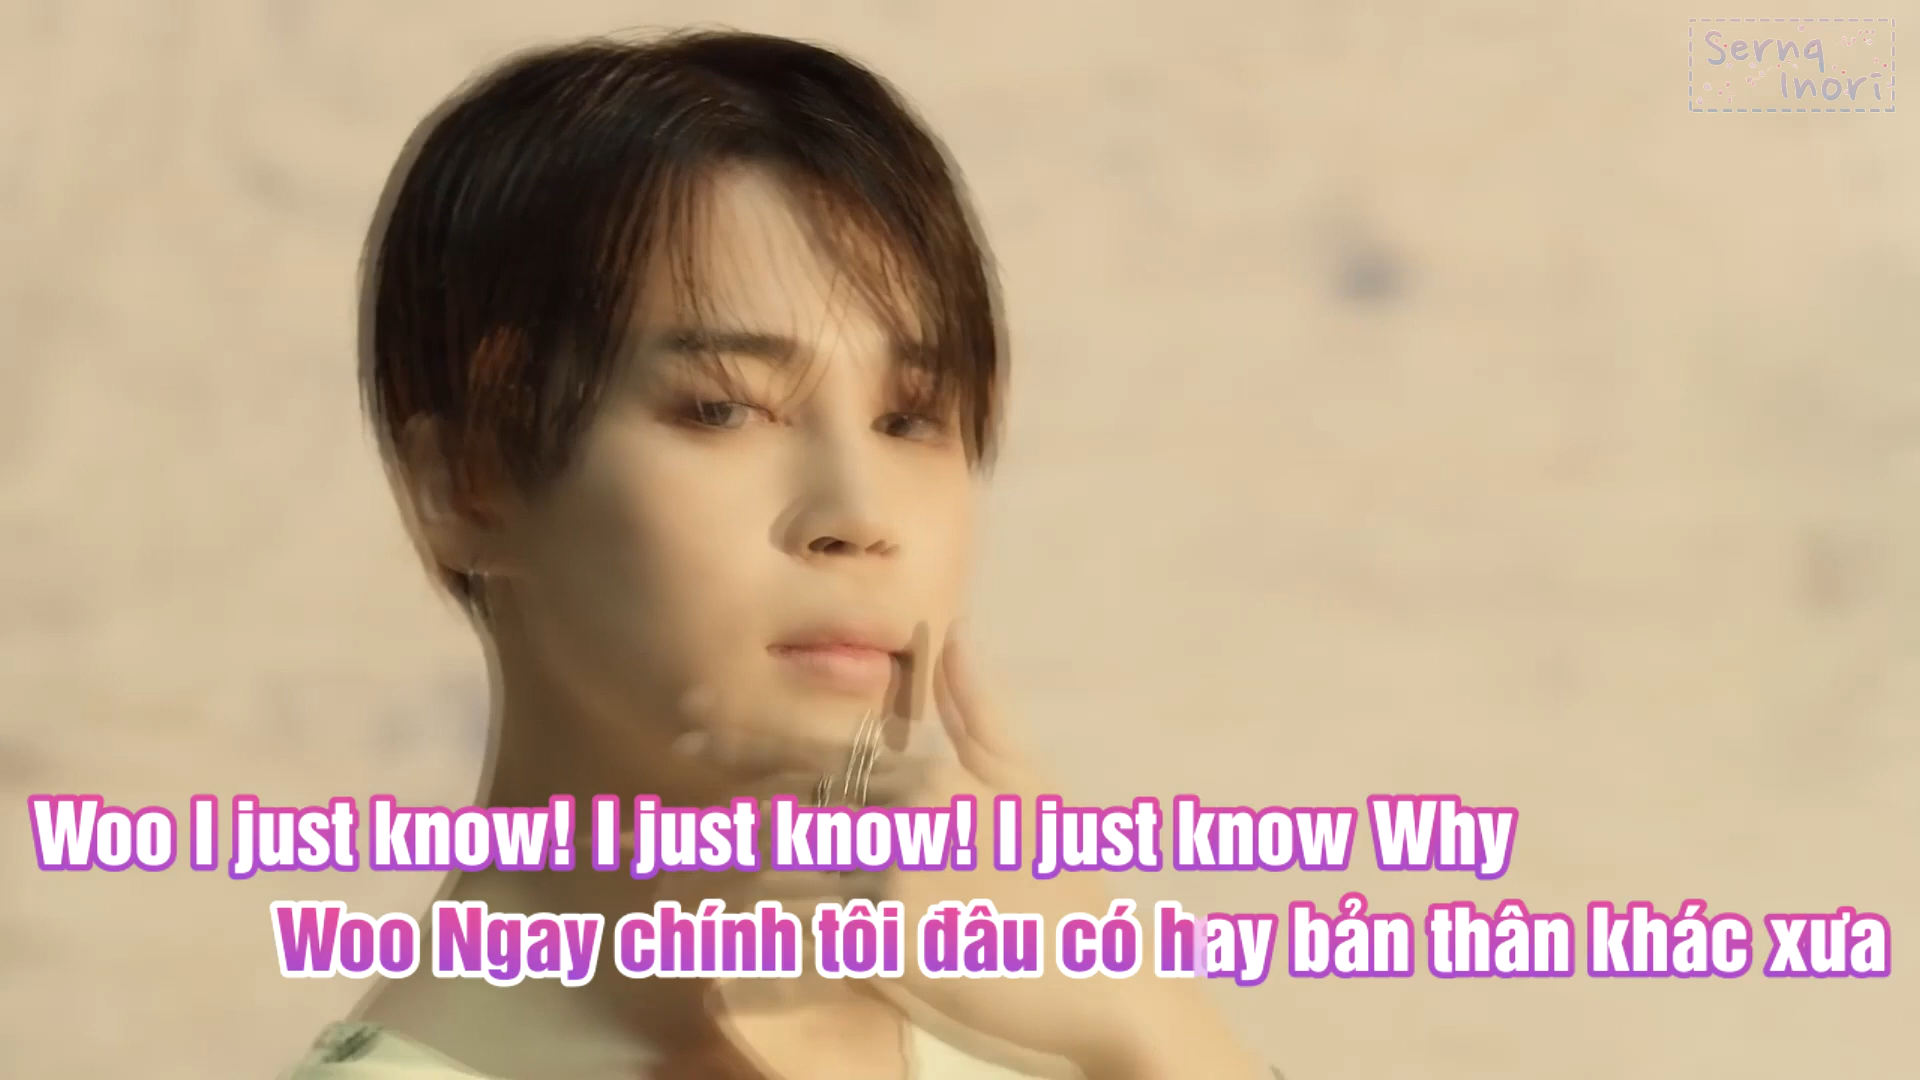 Serna
Inori
Woo I just know! I just know! I just know Why
Woo Ngay chính tôi đâu có hay bản thân khác xưa